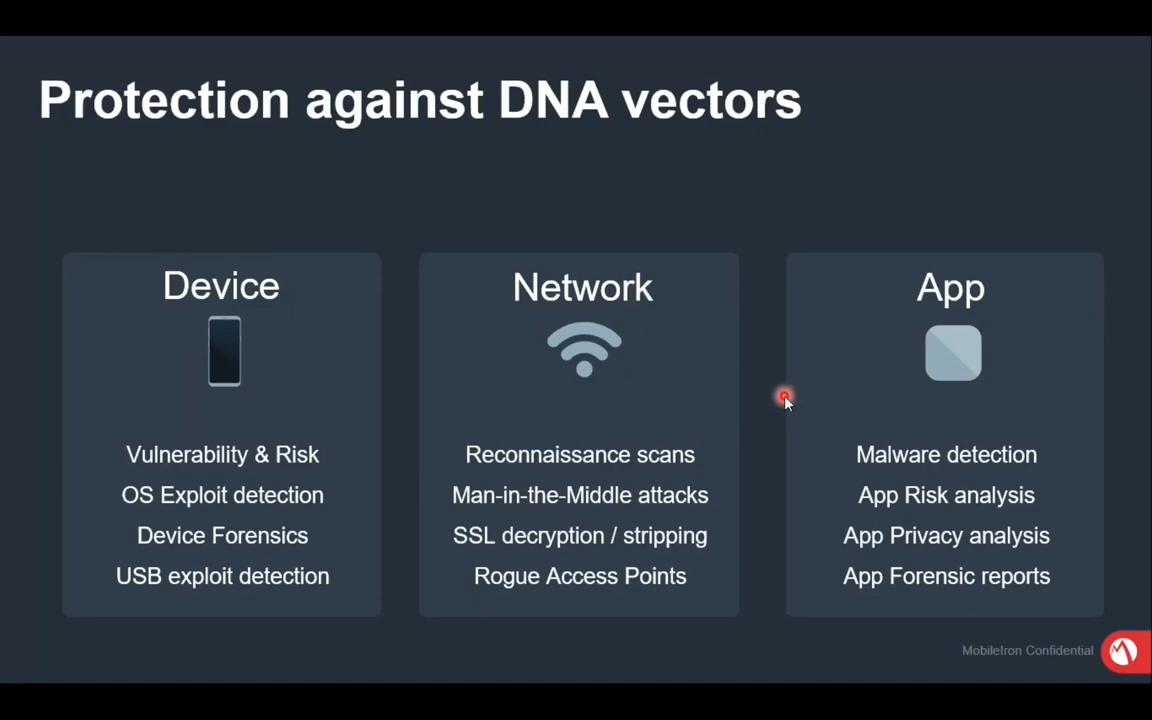 Protection against DNA vectors
Device
Vulnerability & Risk
OS Exploit detection
Device Forensics
USB exploit detection
Network
Reconnaissance scans
Man-in-the-Middle attacks
SSL decryption / stripping
Rogue Access Points
App
Malware detection
App Risk analysis
App Privacy analysis
App Forensic reports
MobileIron Confidential